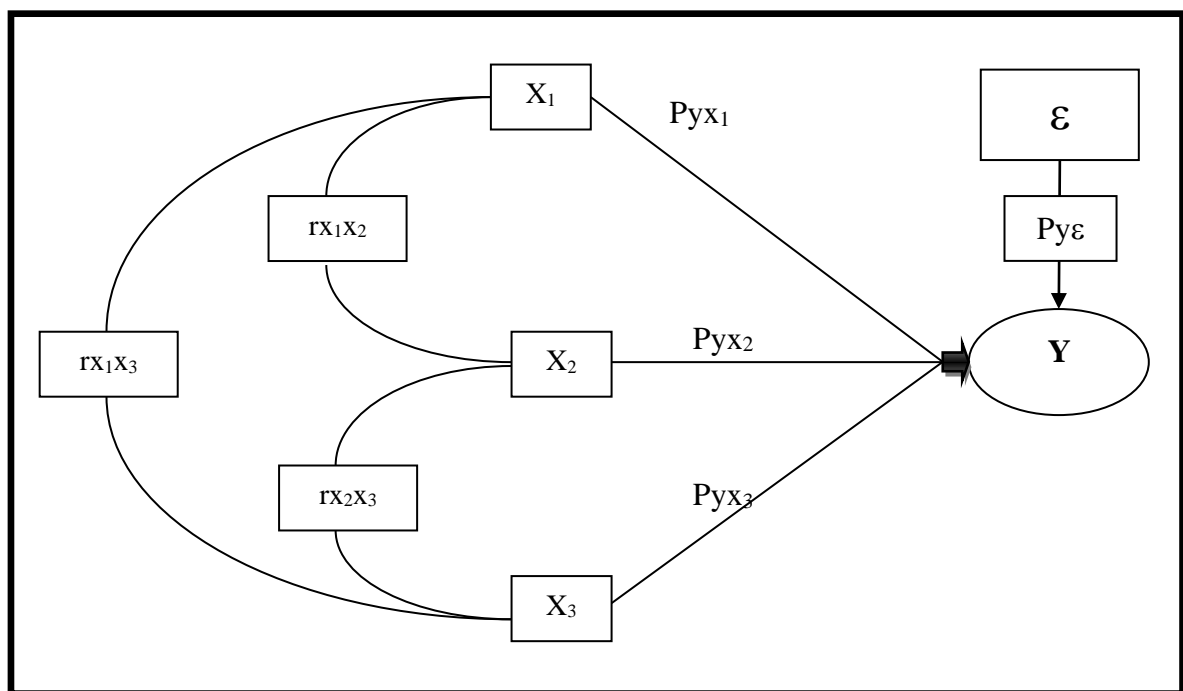 X₁
Pyx₁
ε
rx₁x₂
Pyε
rx₁x₃
X₂
Pyx₂
Y
rx₂x₃
Pyx₃
X₃